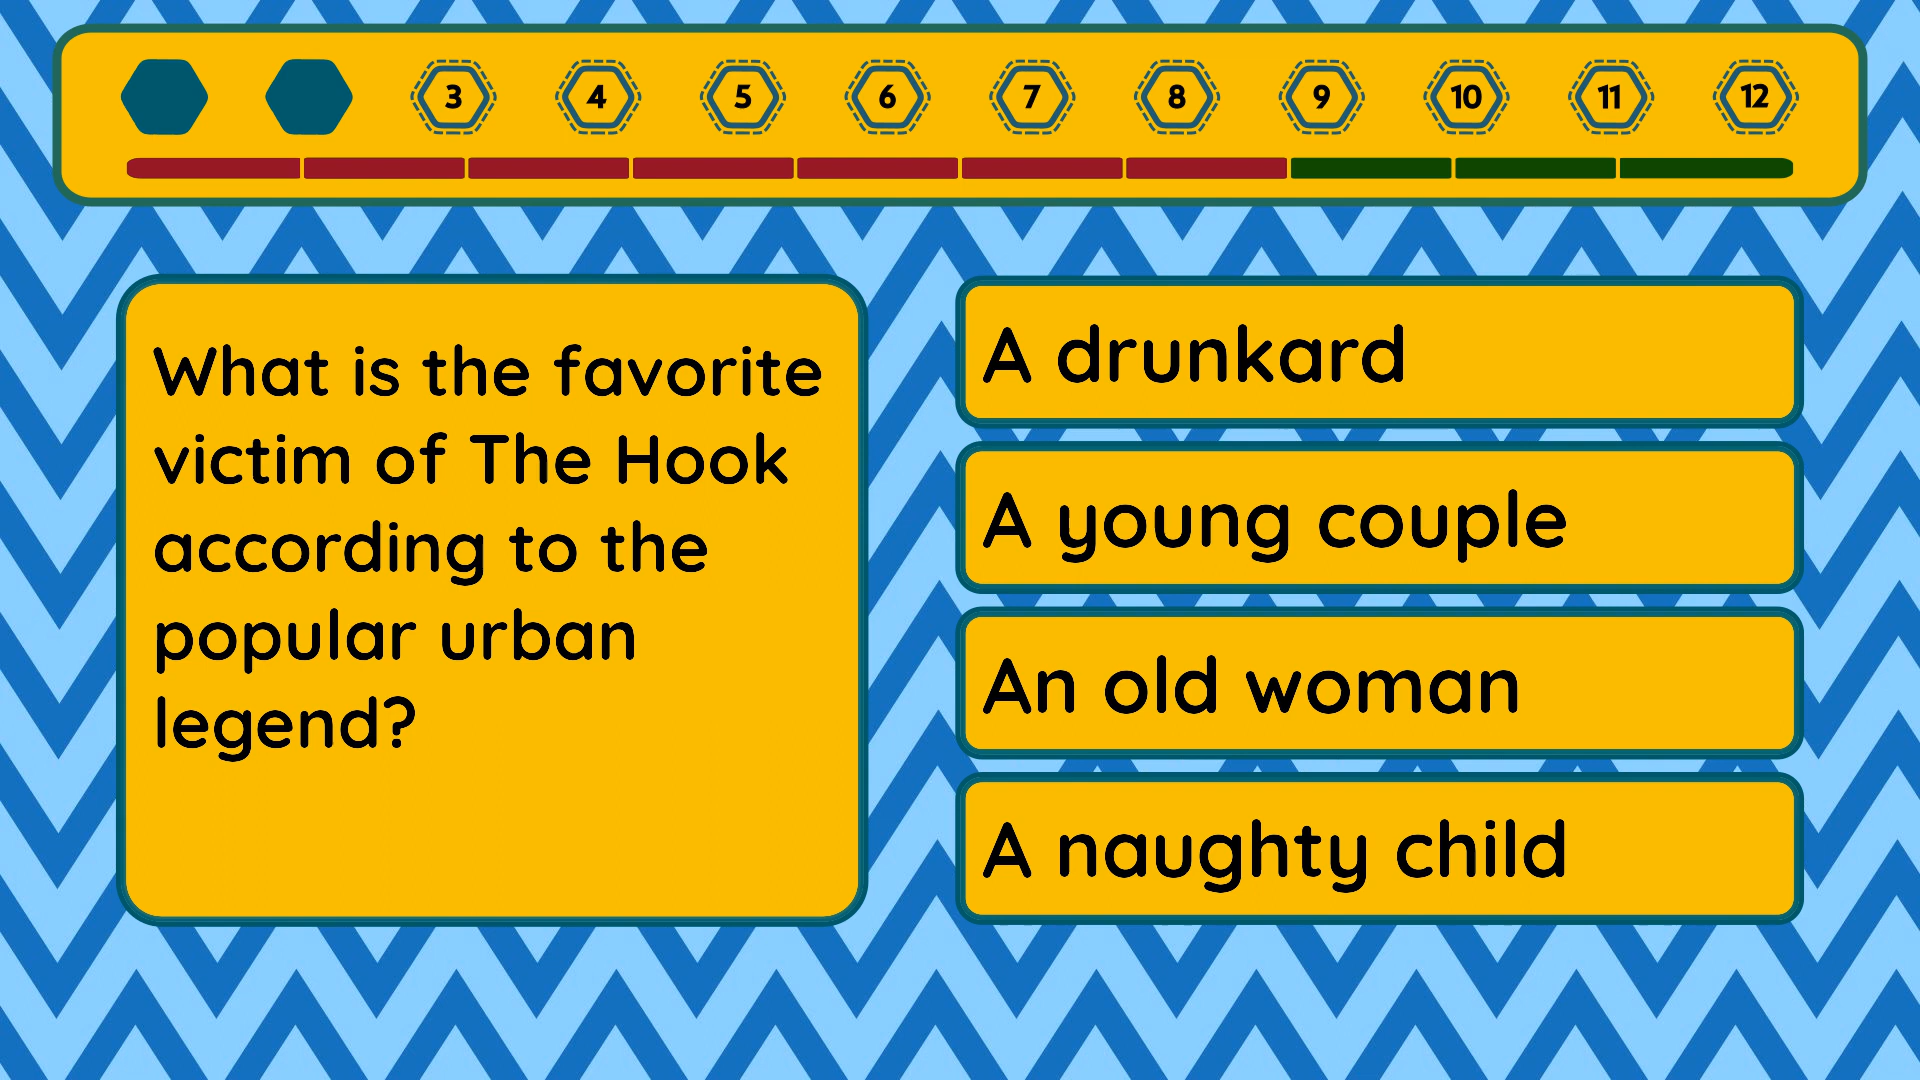 3 4 5 6 7 8 9 10 11 12
What is the favorite
victim of The Hook
according to the
popular urban
legend?
A drunkard
A young couple
An old woman
A naughty child